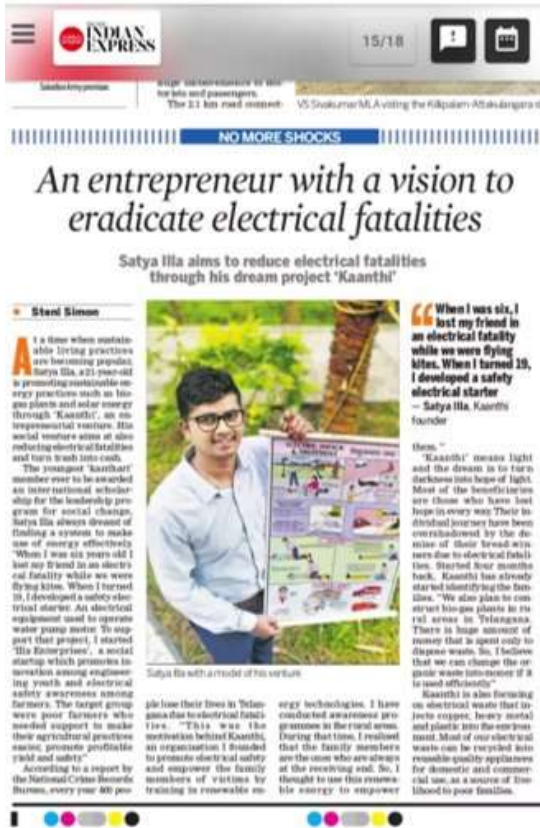 THE NEW
INDIAN
EXPRESS
15/18
tor ists and passengers.
The 2.1 km road connect-
VS Sivakumar MLA visiting the Killipalam-Attakulangara
NO MORE SHOCKS
An entrepreneur with a vision to
eradicate electrical fatalities
Satya Illa aims to reduce electrical fatalities
through his dream project 'Kaanthi'
Steni Simon
At a time when sustain-
able living practices
are becoming popular,
Satya Illa, a 21-year-old
is promoting sustainable en-
ergy practices such as bio-
gas plants and solar energy
through 'Kaanthi', an en-
trepreneurial venture. His
social venture aims at also
reducing electrical fatalities
and turn trash into cash.
The youngest 'kanthari'
member ever to be awarded
an international scholar-
ship for the leadership pro-
gram for social change,
Satya Illa always dreamt of
finding a system to make
use of energy effectively.
"When I was six years old I
lost my friend in an electri-
cal fatality while we were
flying kites. When I turned
19, I developed a safety elec-
trical starter. An electrical
equipment used to operate
water pump motor. To sup-
port that project, I started
'Illa Enterprises', a social
startup which promotes in-
novation among engineer-
ing youth and electrical
safety awareness among
farmers. The target group
were poor farmers who
needed support to make
their agricultural practices
easier, promote profitable
yield and safety."
According to a report by
the National Crime Records
Bureau, every year 800 peo-
Satya Illa with a model of his venture
ple lose their lives in Telan-
gana due to electrical fatali-
ties. "This was the
motivation behind Kaanthi,
an organisation I founded
to promote electrical safety
and empower the family
members of victims by
training in renewable en-
ergy technologies. I have
conducted awareness pro-
grammes in the rural areas.
During that time, I realised
that the family members
are the ones who are always
at the receiving end. So, I
thought to use this renewa-
ble energy to empower
When I was six, I
lost my friend in
an electrical fatality
while we were flying
kites. When I turned 19,
I developed a safety
electrical starter
— Satya Illa, Kaanthi
founder
them."
'Kaanthi' means light
and the dream is to turn
darkness into hope of light.
Most of the beneficiaries
are those who have lost
hope in every way. Their in-
dividual journey have been
overshadowed by the de-
mise of their bread-win-
ners due to electrical fatali-
ties. Started four months
back, Kaanthi has already
started identifying the fam-
ilies. "We also plan to con-
struct bio-gas plants in ru-
ral areas in Telangana.
There is huge amount of
money that is spent only to
dispose waste. So, I believe
that we can change the or-
ganic waste into money if it
is used efficiently."
Kaanthi is also focusing
on electrical waste that in-
jects copper, heavy metal
and plastic into the environ-
ment. Most of our electrical
waste can be recycled into
reusable quality appliances
for domestic and commer-
cial use, as a source of live-
lihood to poor families.